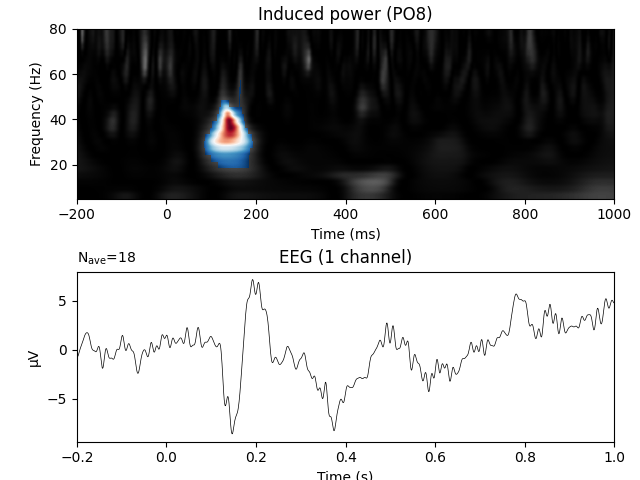 Induced power (PO8)
80
60
40
20
Frequency (Hz)
−200 0 200 400 600 800 1000
Time (ms)
Nave=18
EEG (1 channel)
5
0
−5
µV
−0.2 0.0 0.2 0.4 0.6 0.8 1.0
Time (s)